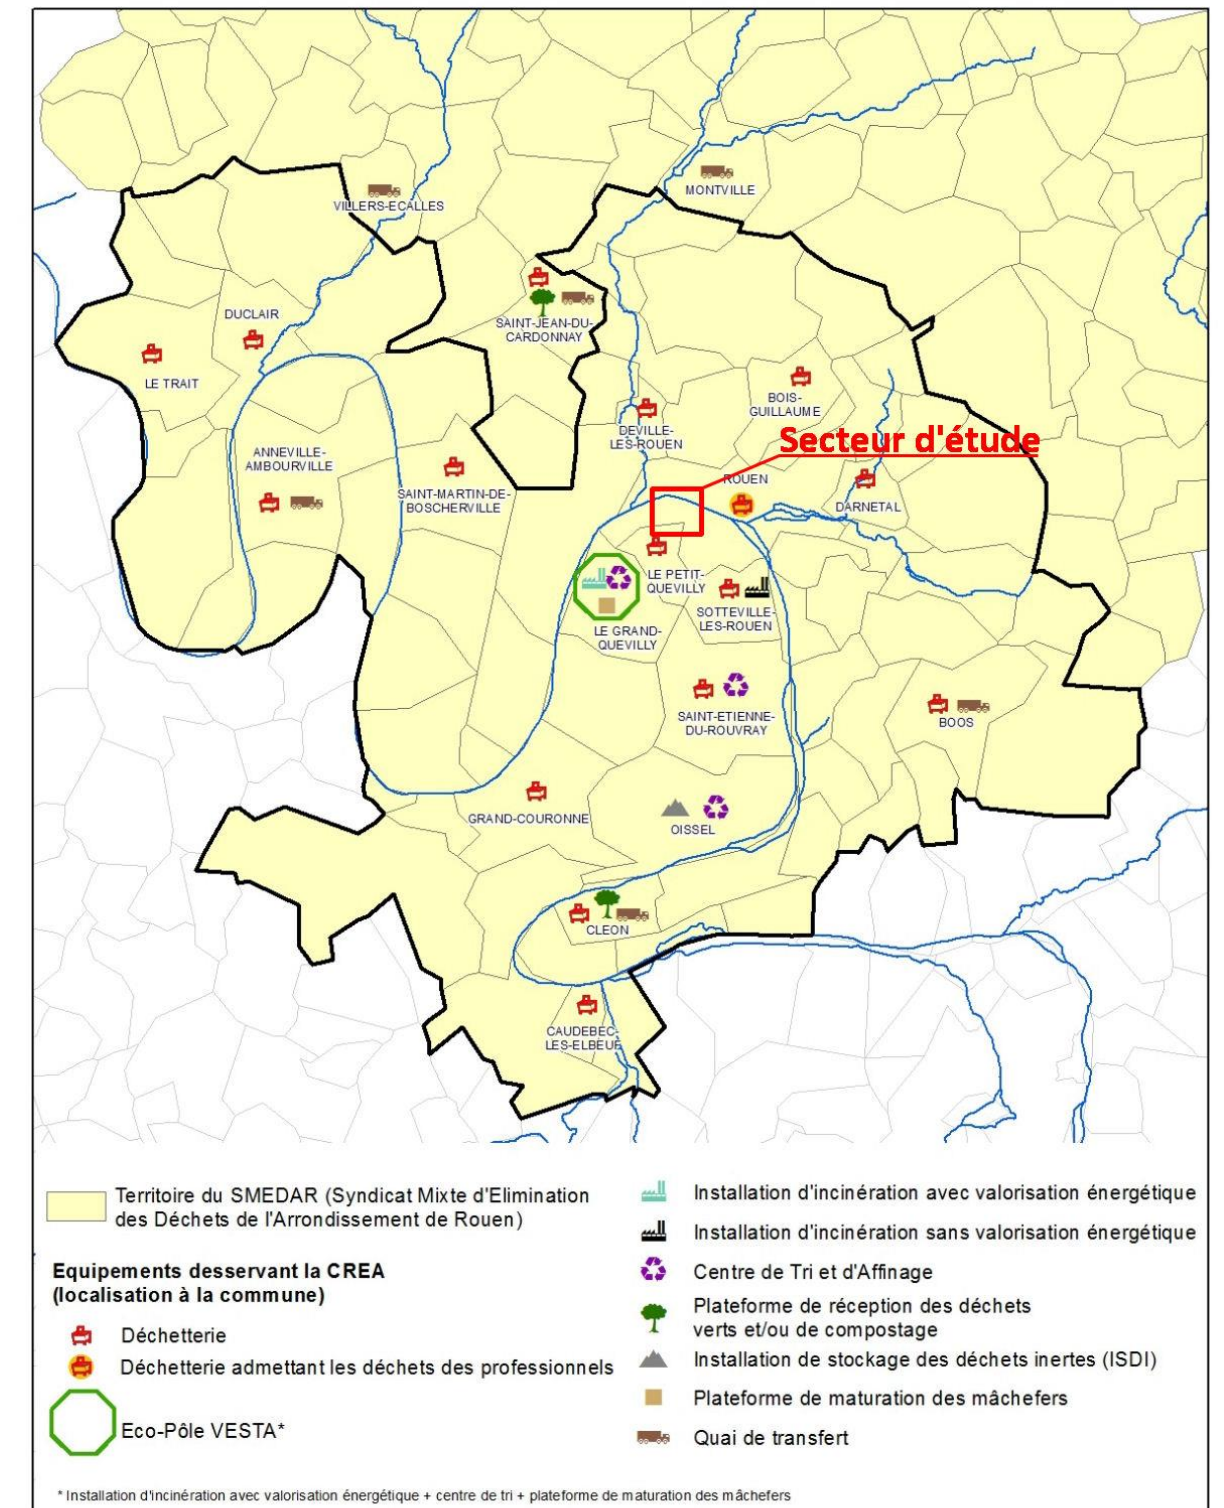 VILLERS-ECALLES
MONTVILLE
SAINT-JEAN-DU-
CARDONNAY
DUCLAIR
LE TRAIT
BOIS-
GUILLAUME
DEVILLE-
LES-ROUEN
Secteur d'étude
ANNEVILLE-
AMBOURVILLE
SAINT-MARTIN-DE-
BOSCHERVILLE
ROUEN
DARNETAL
LE PETIT-
QUEVILLY
SOTTEVILLE-
LES-ROUEN
LE GRAND-
QUEVILLY
SAINT-ETIENNE-
DU-ROUVRAY
BOOS
GRAND-COURONNE
OISSEL
CLEON
CAUDEBEC-
LES-ELBEUF
Territoire du SMEDAR (Syndicat Mixte d'Elimination
des Déchets de l'Arrondissement de Rouen)
Equipements desservant la CREA
(localisation à la commune)
Déchetterie
Déchetterie admettant les déchets des professionnels
Eco-Pôle VESTA*
Installation d'incinération avec valorisation énergétique
Installation d'incinération sans valorisation énergétique
Centre de Tri et d'Affinage
Plateforme de réception des déchets
verts et/ou de compostage
Installation de stockage des déchets inertes (ISDI)
Plateforme de maturation des mâchefers
Quai de transfert
* Installation d'incinération avec valorisation énergétique + centre de tri + plateforme de maturation des mâchefers